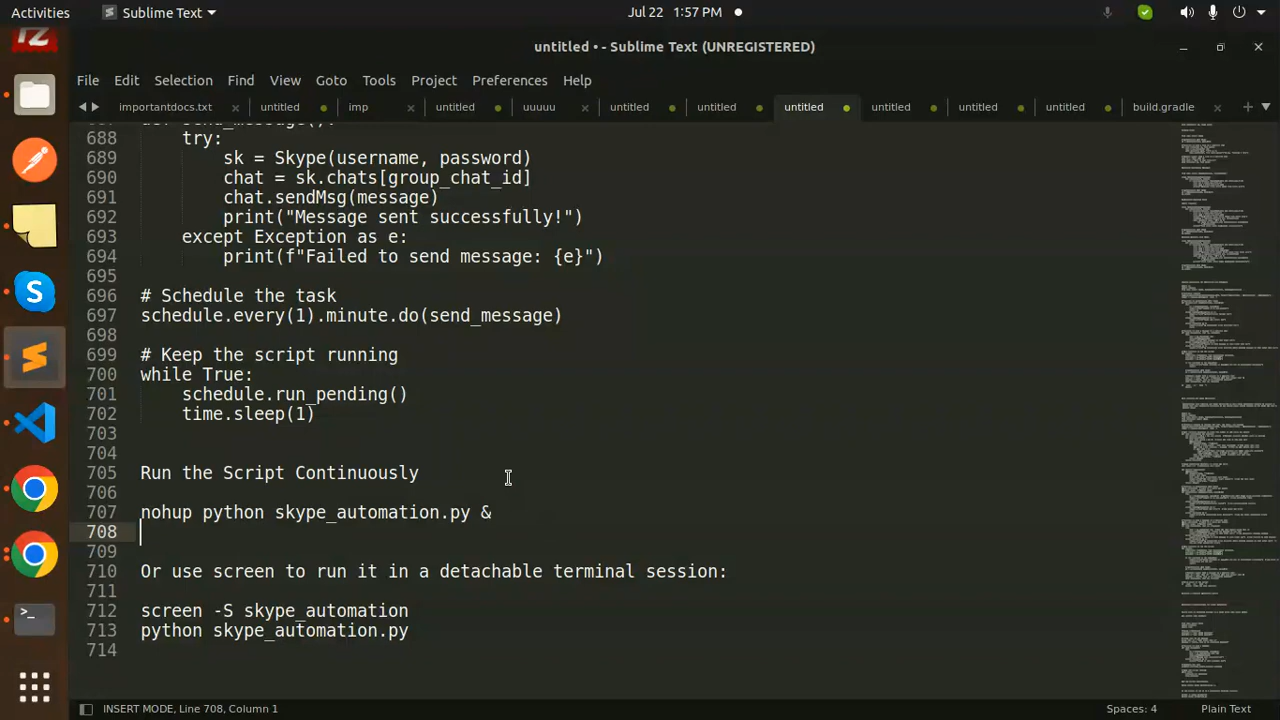 Activities
Sublime Text
Jul 22 1:57 PM
untitled • - Sublime Text (UNREGISTERED)
File Edit Selection Find View Goto Tools Project Preferences Help
importantdocs.txt untitled imp untitled uuuuu untitled untitled untitled untitled untitled untitled build.gradle
688 try:
689 sk = Skype(username, password)
690 chat = sk.chats[group_chat_id]
691 chat.sendMsg(message)
692 print("Message sent successfully!")
693 except Exception as e:
694 print(f"Failed to send message: {e}")
695
696 # Schedule the task
697 schedule.every(1).minute.do(send_message)
698
699 # Keep the script running
700 while True:
701 schedule.run_pending()
702 time.sleep(1)
703
704
705 Run the Script Continuously
706
707 nohup python skype_automation.py &
708
709
710 Or use screen to run it in a detached terminal session:
711
712 screen -S skype_automation
713 python skype_automation.py
714
INSERT MODE, Line 708, Column 1
Spaces: 4
Plain Text